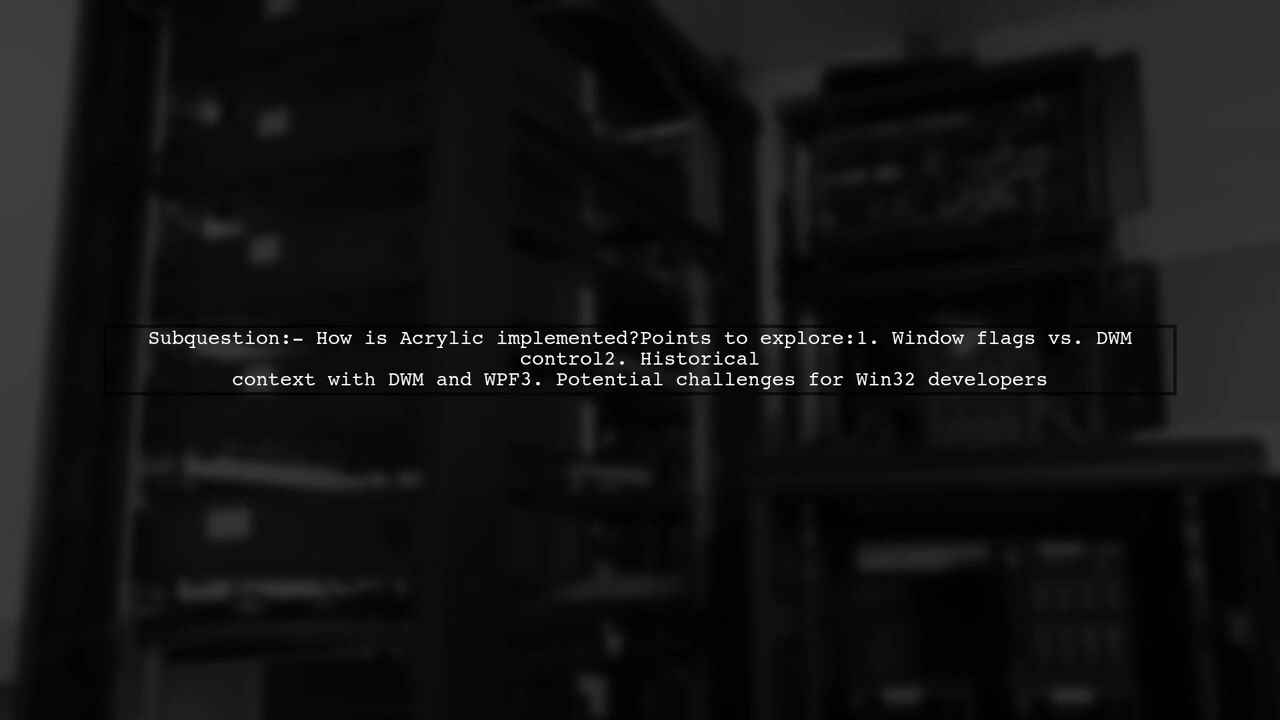 Subquestion:- How is Acrylic implemented?Points to explore:1. Window flags vs. DWM
control2. Historical
context with DWM and WPF3. Potential challenges for Win32 developers